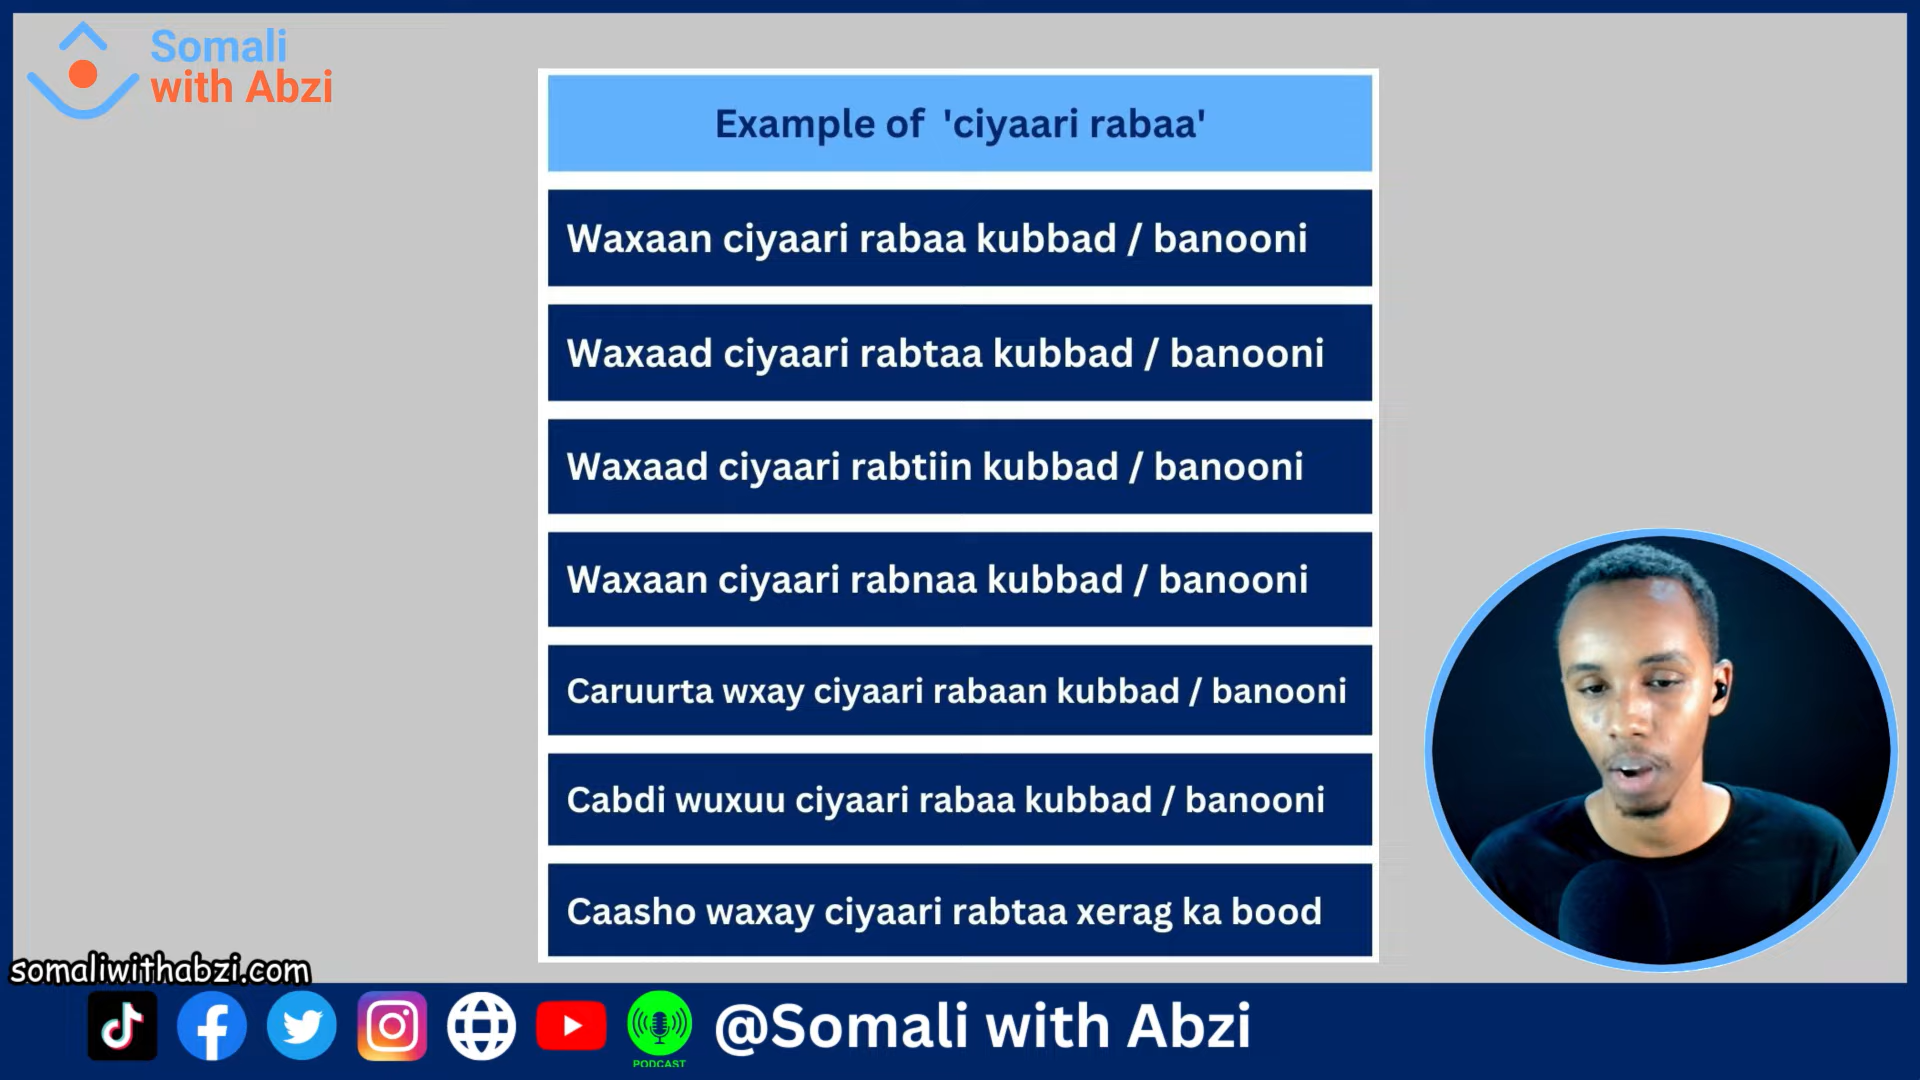 Somali
with Abzi
Example of 'ciyaari rabaa'
Waxaan ciyaari rabaa kubbad / banooni
Waxaad ciyaari rabtaa kubbad / banooni
Waxaad ciyaari rabtiin kubbad / banooni
Waxaan ciyaari rabnaa kubbad / banooni
Caruurta wxay ciyaari rabaan kubbad / banooni
Cabdi wuxuu ciyaari rabaa kubbad / banooni
Caasho waxay ciyaari rabtaa xerag ka bood
somaliwithabzi.com
PODCAST
@Somali with Abzi